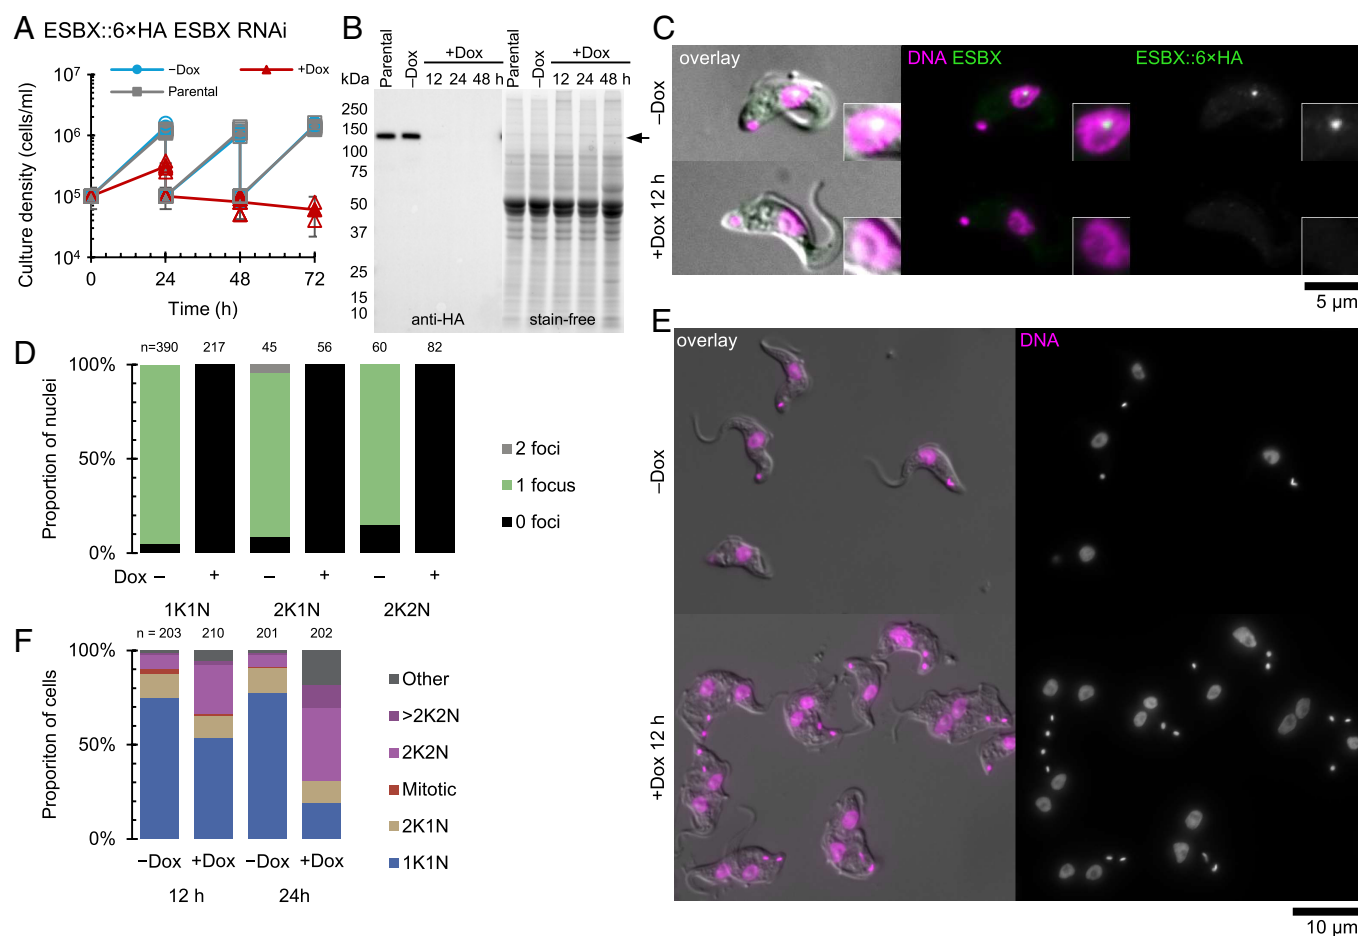 A ESBX::6×HA ESBX RNAi
–Dox
+Dox
Parental
Culture density (cells/ml)
10⁷
10⁶
10⁵
10⁴
0 24 48 72
Time (h)
B
Parental
–Dox
+Dox
12 24 48 h
Parental
–Dox
+Dox
12 24 48 h
kDa
250
150
100
75
50
37
25
15
10
anti-HA
stain-free
C
overlay
DNA ESBX
ESBX::6×HA
–Dox
+Dox 12 h
5 µm
D
Proportion of nuclei
100%
50%
0%
n=390 217 45 56 60 82
2 foci
1 focus
0 foci
Dox – + – + – +
1K1N 2K1N 2K2N
E
overlay
DNA
–Dox
+Dox 12 h
10 µm
F
Proporiton of cells
100%
50%
0%
n = 203 210 201 202
Other
>2K2N
2K2N
Mitotic
2K1N
1K1N
–Dox +Dox –Dox +Dox
12 h 24h